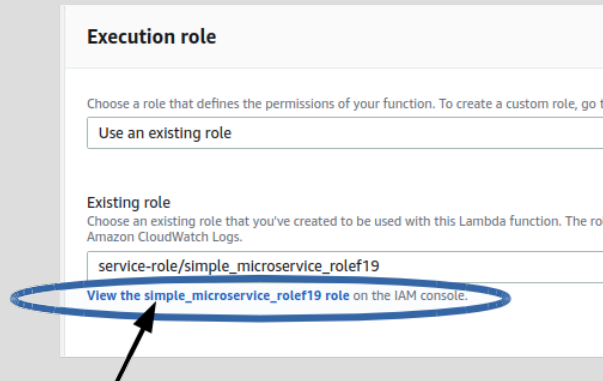 Execution role
Choose a role that defines the permissions of your function. To create a custom role, go
Use an existing role
Existing role
Choose an existing role that you've created to be used with this Lambda function. The
Amazon CloudWatch Logs.
service-role/simple_microservice_rolef19
View the simple_microservice_rolef19 role on the IAM console.